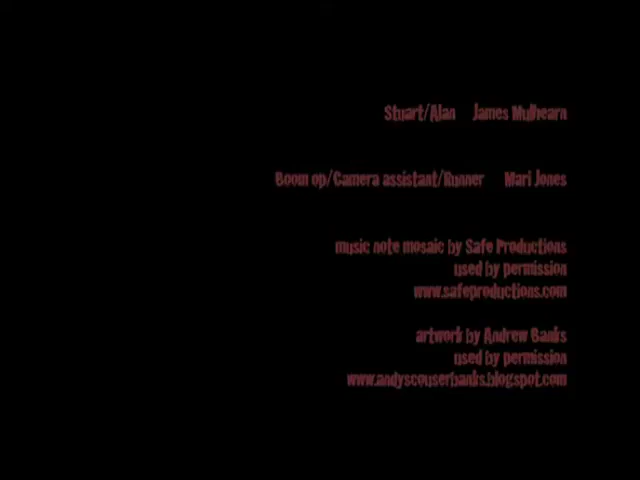 Stuart/Alan James Mulhearn
Boom op/Camera assistant/Runner Mari Jones
music note mosaic by Safe Productions
used by permission
www.safeproductions.com
artwork by Andrew Banks
used by permission
www.andyscouserbanks.blogspot.com